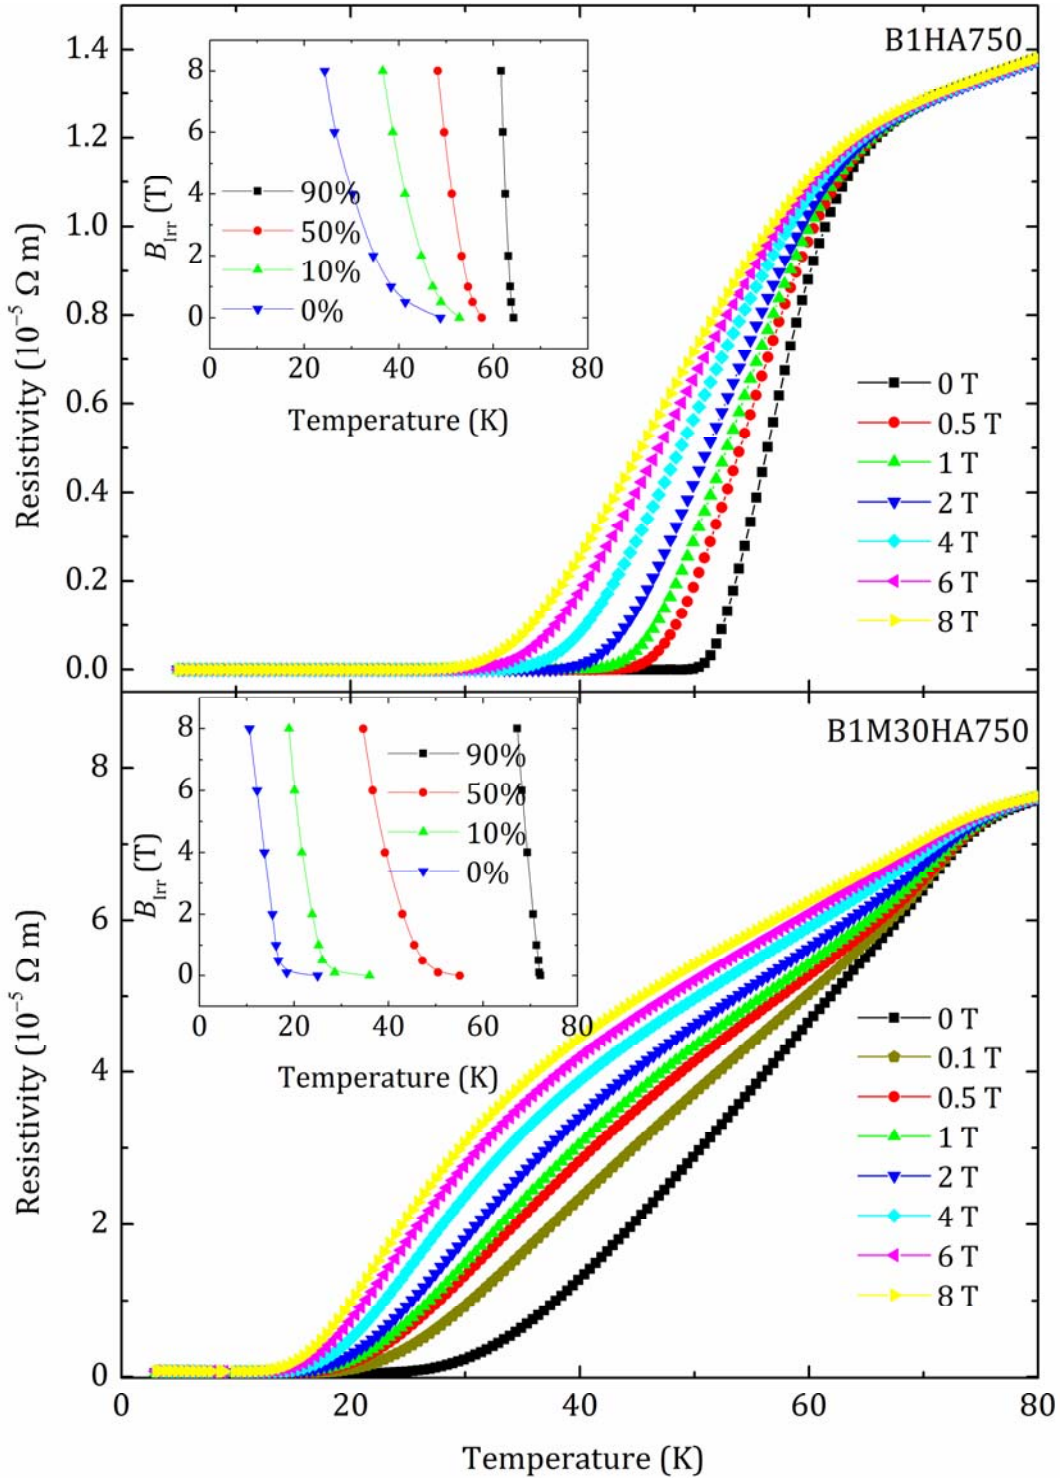 B1HA750
Resistivity (10⁻⁵ Ω m)
1.4
1.2
1.0
0.8
0.6
0.4
0.2
0.0
B_Irr (T)
8
6
4
2
0
90%
50%
10%
0%
0 20 40 60 80
Temperature (K)
0 T
0.5 T
1 T
2 T
4 T
6 T
8 T
B1M30HA750
Resistivity (10⁻⁵ Ω m)
8
6
4
2
0
B_Irr (T)
8
6
4
2
0
90%
50%
10%
0%
0 20 40 60 80
Temperature (K)
0 T
0.1 T
0.5 T
1 T
2 T
4 T
6 T
8 T
0 20 40 60 80
Temperature (K)